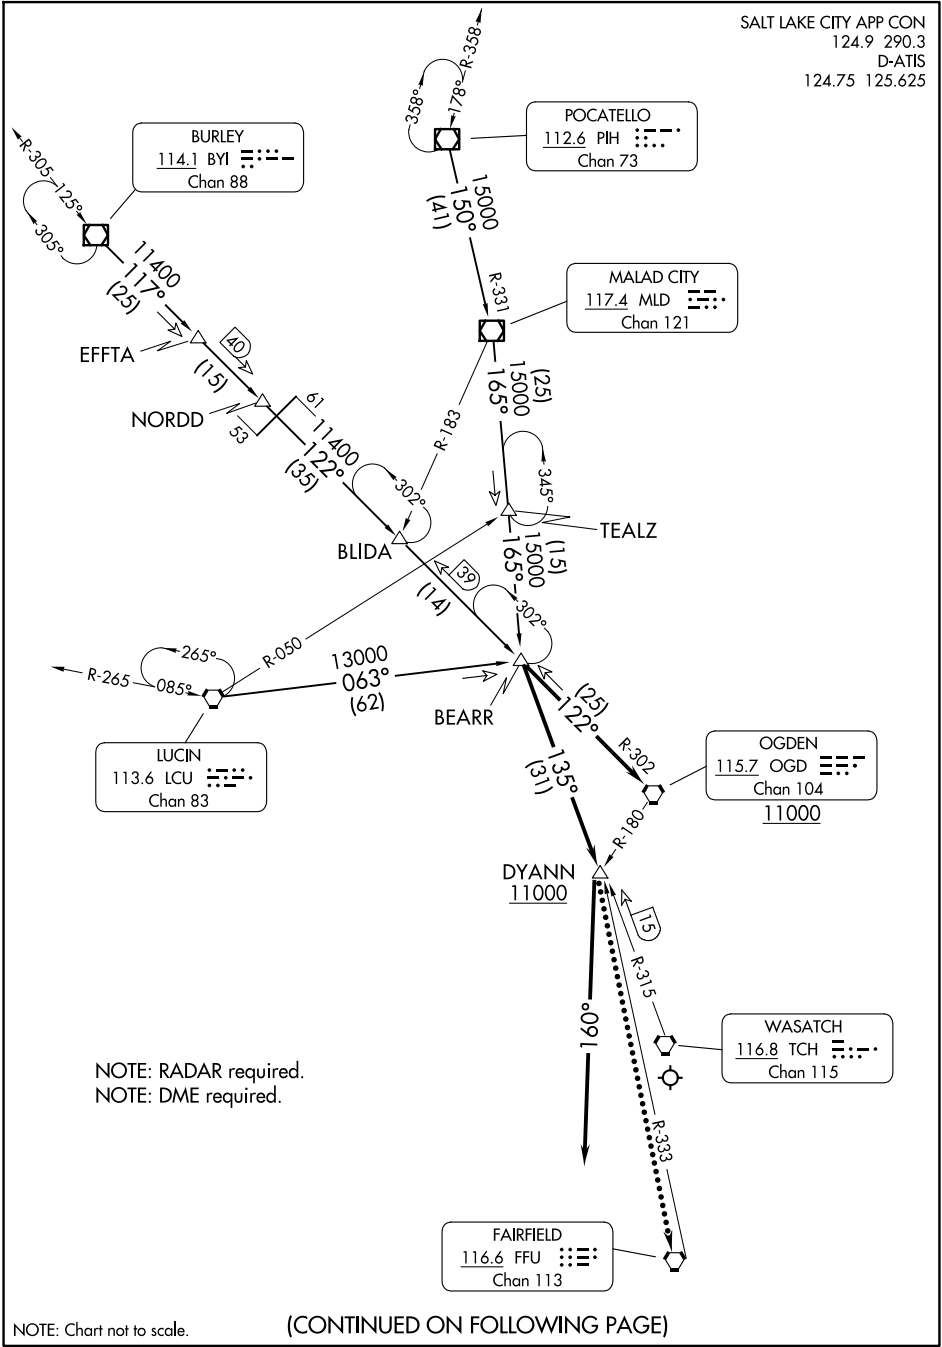 SALT LAKE CITY APP CON
124.9 290.3
D-ATIS
124.75 125.625
R-358
358°
178°
POCATELLO
112.6 PIH
Chan 73
BURLEY
114.1 BYI
Chan 88
R-305
125°
305°
15000
150°
(41)
R-331
11400
117°
(25)
MALAD CITY
117.4 MLD
Chan 121
EFFTA
40
(15)
NORDD
61
53
11400
122°
(35)
(25)
15000
165°
R-183
302°
345°
TEALZ
BLIDA
(15)
15000
165°
39
(14)
302°
R-050
265°
R-265
085°
13000
063°
(62)
BEARR
(25)
122°
R-302
LUCIN
113.6 LCU
Chan 83
OGDEN
115.7 OGD
Chan 104
11000
135°
(31)
R-180
DYANN
11000
15
R-315
160°
WASATCH
116.8 TCH
Chan 115
NOTE: RADAR required.
NOTE: DME required.
R-333
FAIRFIELD
116.6 FFU
Chan 113
NOTE: Chart not to scale.
(CONTINUED ON FOLLOWING PAGE)